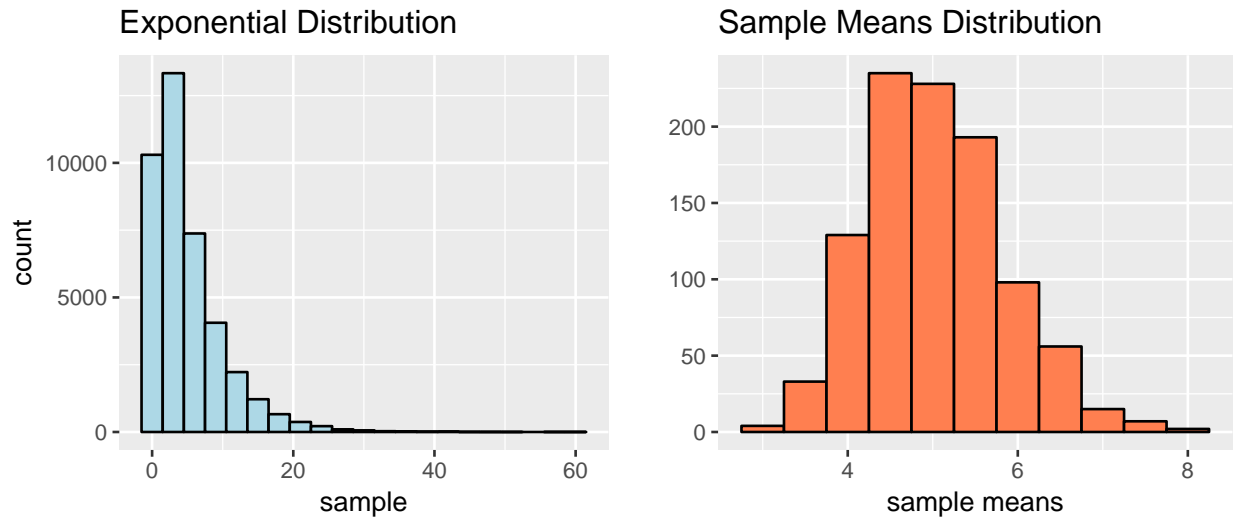 Exponential Distribution
count
10000
5000
0
0 20 40 60
sample
Sample Means Distribution
200
150
100
50
0
4 6 8
sample means